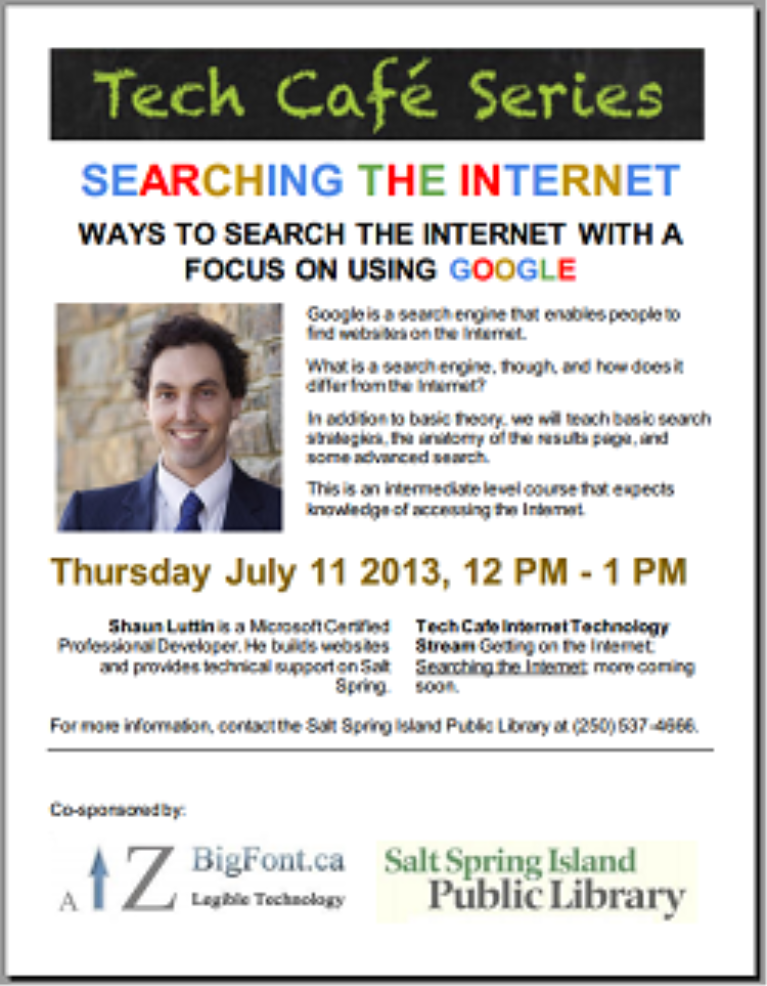 Tech Café Series
SEARCHING THE INTERNET
WAYS TO SEARCH THE INTERNET WITH A
FOCUS ON USING GOOGLE
Google is a search engine that enables people to
find websites on the Internet.
What is a search engine, though, and how does it
differ from the Internet?
In addition to basic theory, we will teach basic search
strategies, the anatomy of the results page, and
some advanced search.
This is an intermediate level course that expects
knowledge of accessing the Internet.
Thursday July 11 2013, 12 PM - 1 PM
Shaun Luttin is a Microsoft Certified
Professional Developer. He builds websites
and provides technical support on Salt
Spring.
Tech Cafe Internet Technology
Stream Getting on the Internet;
Searching the Internet; more coming
soon.
For more information, contact the Salt Spring Island Public Library at (250) 537-4666.
Co-sponsored by:
A Z
BigFont.ca
Legible Technology
Salt Spring Island
Public Library